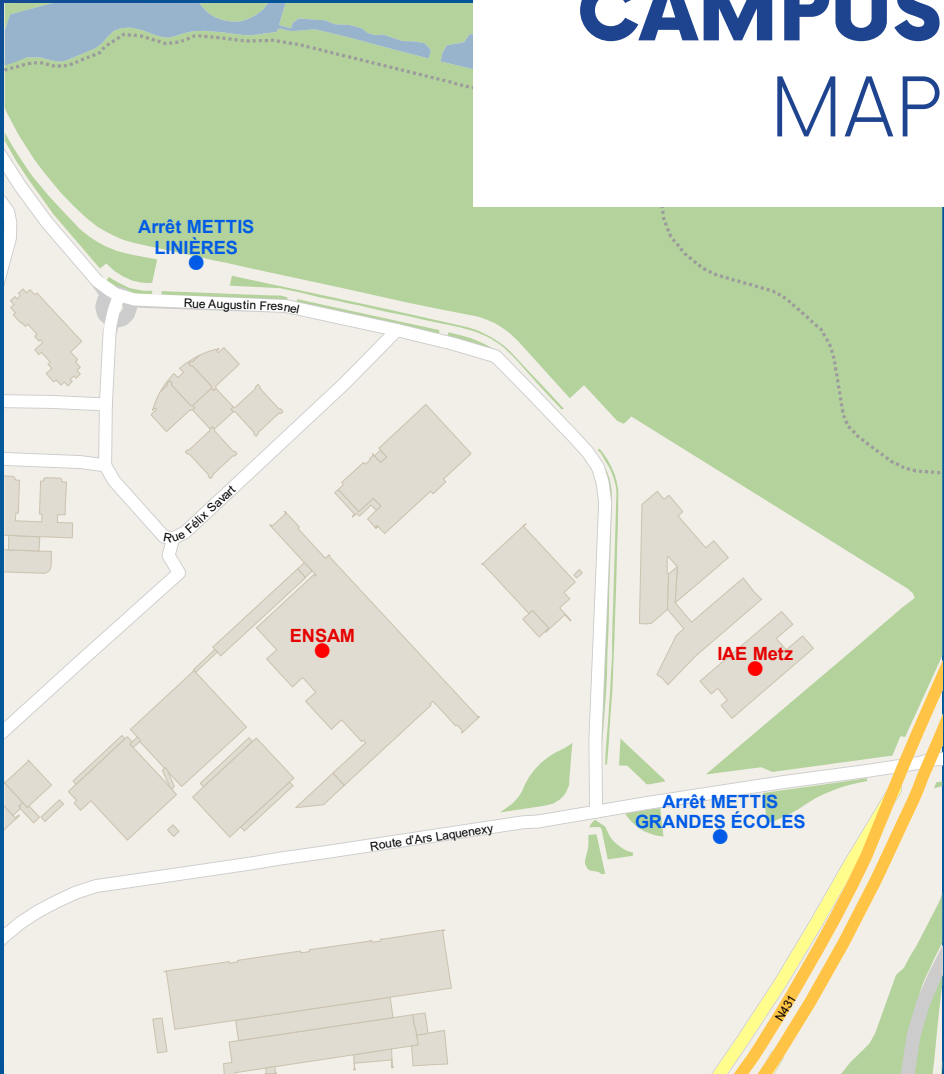 CAMPUS
MAP
Arrêt METTIS
LINIÈRES
Rue Augustin Fresnel
Rue Félix Savart
ENSAM
IAE Metz
Arrêt METTIS
GRANDES ÉCOLES
Route d'Ars Laquenexy
N431